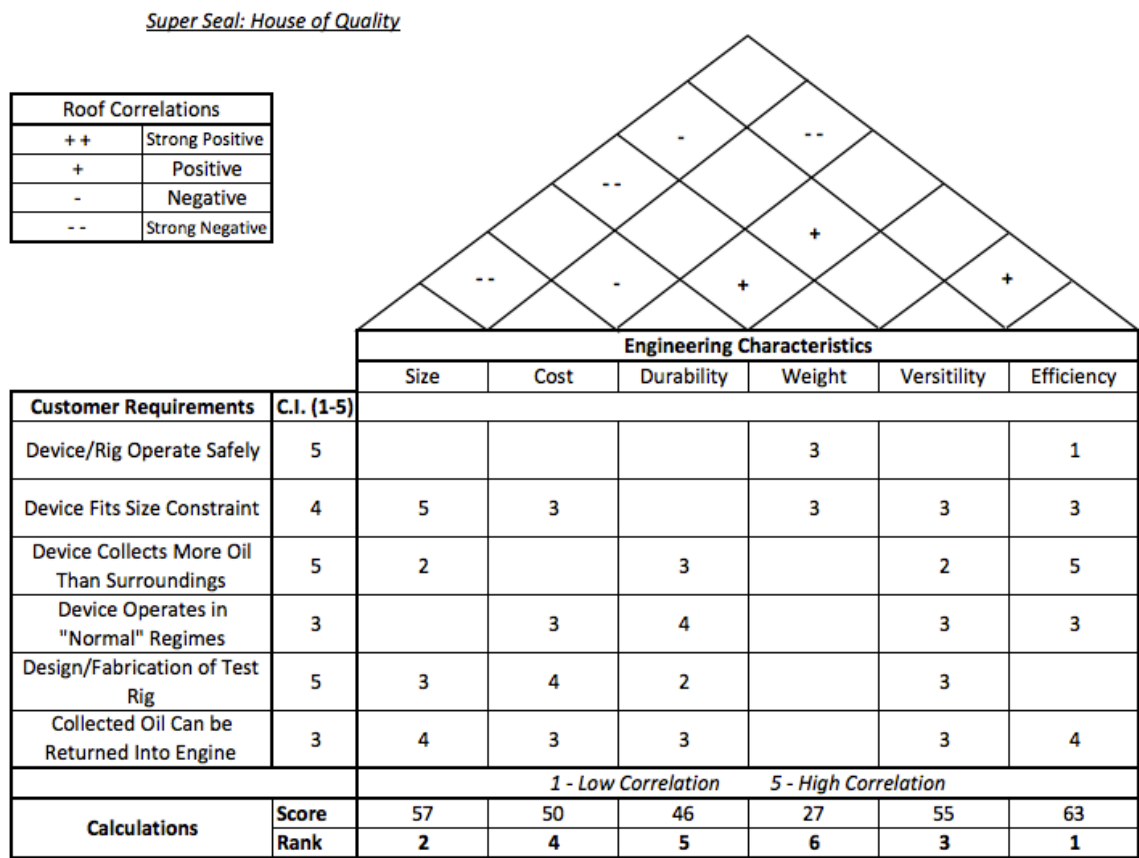 Super Seal: House of Quality
Roof Correlations
+ + Strong Positive
+ Positive
- Negative
- - Strong Negative
- - -
- -
+
- - - + +
Engineering Characteristics
Size Cost Durability Weight Versitility Efficiency
Customer Requirements C.I. (1-5)
Device/Rig Operate Safely 5 3 1
Device Fits Size Constraint 4 5 3 3 3 3
Device Collects More Oil
Than Surroundings 5 2 3 2 5
Device Operates in
"Normal" Regimes 3 3 4 3 3
Design/Fabrication of Test
Rig 5 3 4 2 3
Collected Oil Can be
Returned Into Engine 3 4 3 3 3 4
1 - Low Correlation 5 - High Correlation
Calculations
Score 57 50 46 27 55 63
Rank 2 4 5 6 3 1